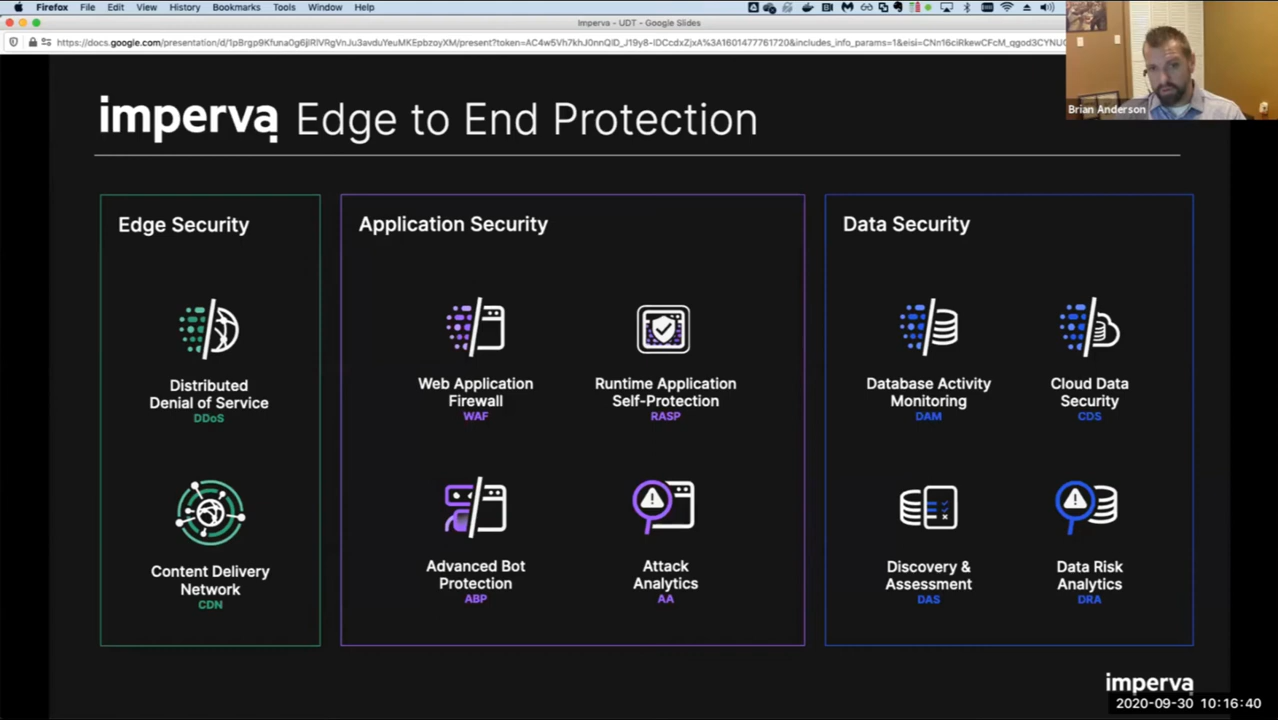 Firefox File Edit View History Bookmarks Tools Window Help
Imperva - UDT - Google Slides
Brian Anderson
imperva Edge to End Protection
Edge Security
Application Security
Data Security
Distributed
Denial of Service
DDoS
Web Application
Firewall
WAF
Runtime Application
Self-Protection
RASP
Database Activity
Monitoring
DAM
Cloud Data
Security
CDS
Content Delivery
Network
CDN
Advanced Bot
Protection
ABP
Attack
Analytics
AA
Discovery &
Assessment
DAS
Data Risk
Analytics
DRA
imperva
2020-09-30 10:16:40